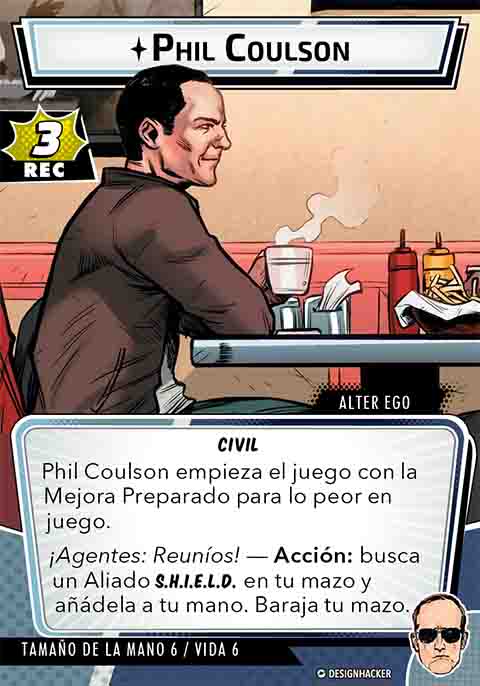 PHIL COULSON
3
REC
ALTER EGO
CIVIL
Phil Coulson empieza el juego con la
Mejora Preparado para lo peor en
juego.
¡Agentes: Reuníos! — Acción: busca
un Aliado S.H.I.E.L.D. en tu mazo y
añádela a tu mano. Baraja tu mazo.
TAMAÑO DE LA MANO 6 / VIDA 6
DESIGNHACKER